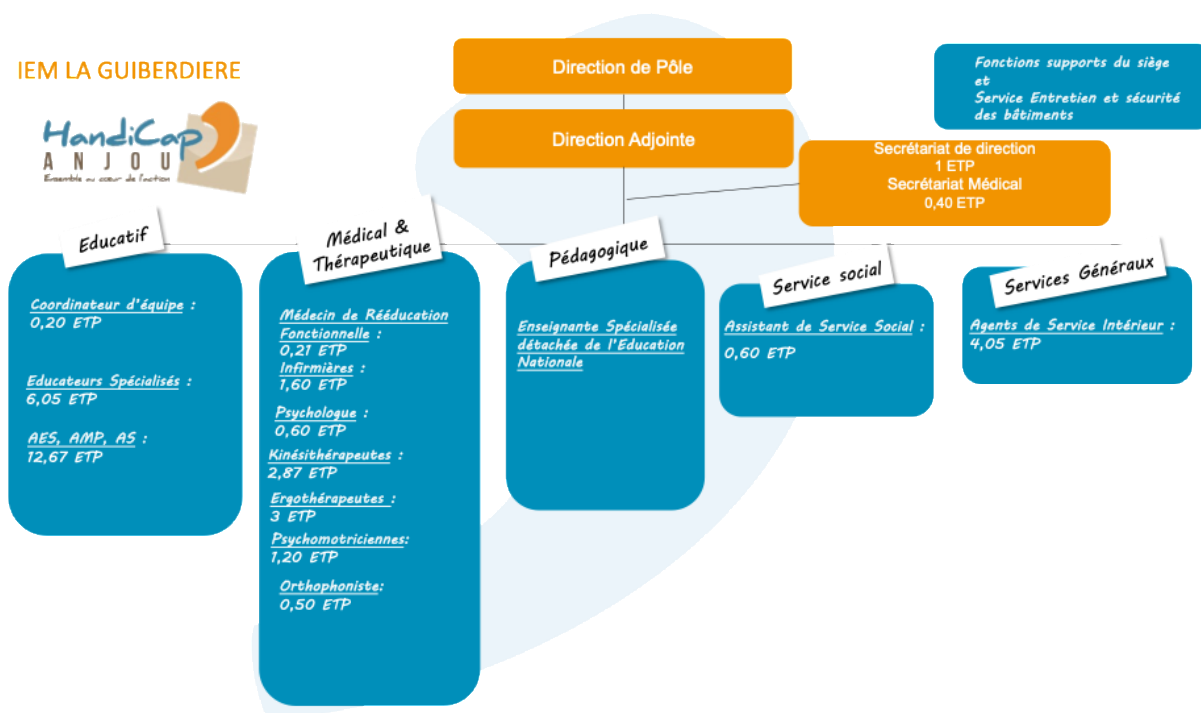 IEM LA GUIBERDIERE
HandiCap
ANJOU
Ensemble au coeur de l'action
Direction de Pôle
Direction Adjointe
Fonctions supports du siège
et
Service Entretien et sécurité
des bâtiments
Secrétariat de direction
1 ETP
Secrétariat Médical
0,40 ETP
Educatif
Coordinateur d'équipe :
0,20 ETP
Educateurs Spécialisés :
6,05 ETP
AES, AMP, AS :
12,67 ETP
Médical &
Thérapeutique
Médecin de Rééducation
Fonctionnelle :
0,21 ETP
Infirmières :
1,60 ETP
Psychologue :
0,60 ETP
Kinésithérapeutes :
2,87 ETP
Ergothérapeutes :
3 ETP
Psychomotriciennes:
1,20 ETP
Orthophoniste:
0,50 ETP
Pédagogique
Enseignante Spécialisée
détachée de l'Education
Nationale
Service social
Assistant de Service Social :
0,60 ETP
Services Généraux
Agents de Service Intérieur :
4,05 ETP